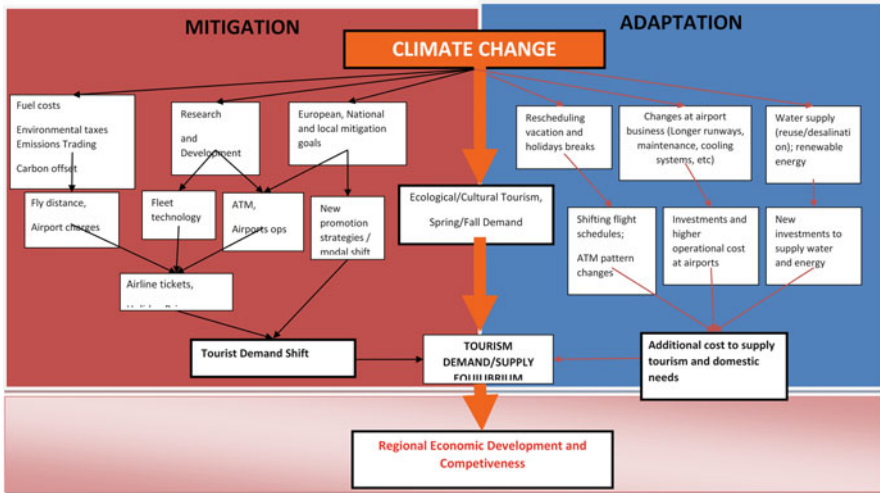 MITIGATION
ADAPTATION
CLIMATE CHANGE
Fuel costs
Environmental taxes
Emissions Trading
Carbon offset
Research
and
Development
European, National
and local mitigation
goals
Rescheduling
vacation and
holidays breaks
Changes at airport
business (Longer runways,
maintenance, cooling
systems, etc)
Water supply
(reuse/desalinati
on); renewable
energy
Fly distance,
Airport charges
Fleet
technology
ATM,
Airports ops
New
promotion
strategies /
modal shift
Ecological/Cultural Tourism,
Spring/Fall Demand
Shifting flight
schedules;
ATM pattern
changes
Investments and
higher
operational cost
at airports
New
investments to
supply water
and energy
Airline tickets,
Tourist Demand Shift
TOURISM
DEMAND/SUPPLY
EQUILIBRIUM
Additional cost to supply
tourism and domestic
needs
Regional Economic Development and
Competiveness